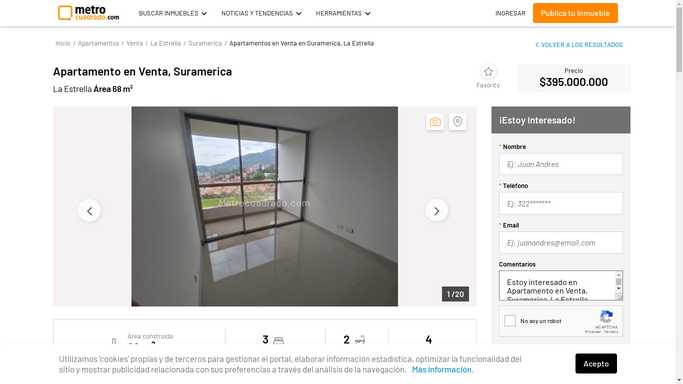 metro
cuadrado.com
BUSCAR INMUEBLES
NOTICIAS Y TENDENCIAS
HERRAMIENTAS
INGRESAR
Publica tu inmueble
Inicio / Apartamentos / Venta / La Estrella / Suramerica / Apartamentos en Venta en Suramerica, La Estrella
VOLVER A LOS RESULTADOS
Apartamento en Venta, Suramerica
La Estrella Área 68 m²
Favorito
Precio
$395.000.000
Metrocuadrado.com
1 / 20
¡Estoy Interesado!
* Nombre
Ej: Juan Andres
* Teléfono
Ej: 322*******
* Email
Ej: juanandres@email.com
Comentarios
Estoy interesado en
Apartamento en Venta,
Suramerica, La Estrella
No soy un robot
reCAPTCHA
Privacidad - Términos
Área construida
3
2
4
Utilizamos 'cookies' propias y de terceros para gestionar el portal, elaborar información estadística, optimizar la funcionalidad del
sitio y mostrar publicidad relacionada con sus preferencias a través del análisis de la navegación. Más información.
Acepto